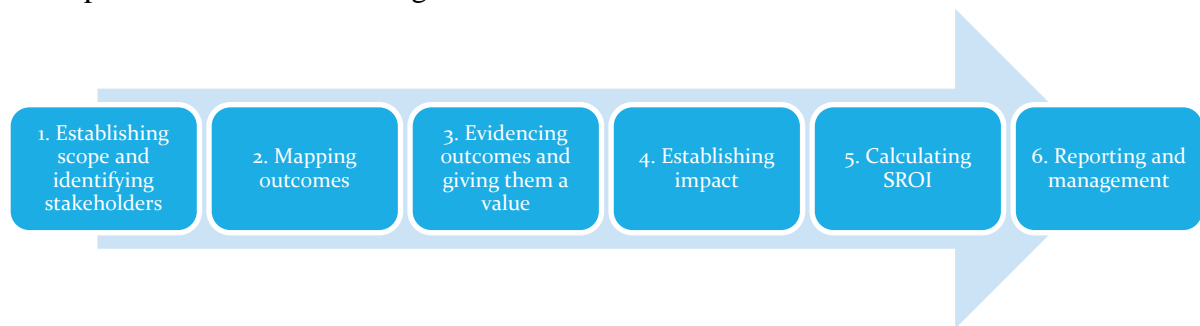 1. Establishing
scope and
identifying
stakeholders
2. Mapping
outcomes
3. Evidencing
outcomes and
giving them a
value
4. Establishing
impact
5. Calculating
SROI
6. Reporting and
management